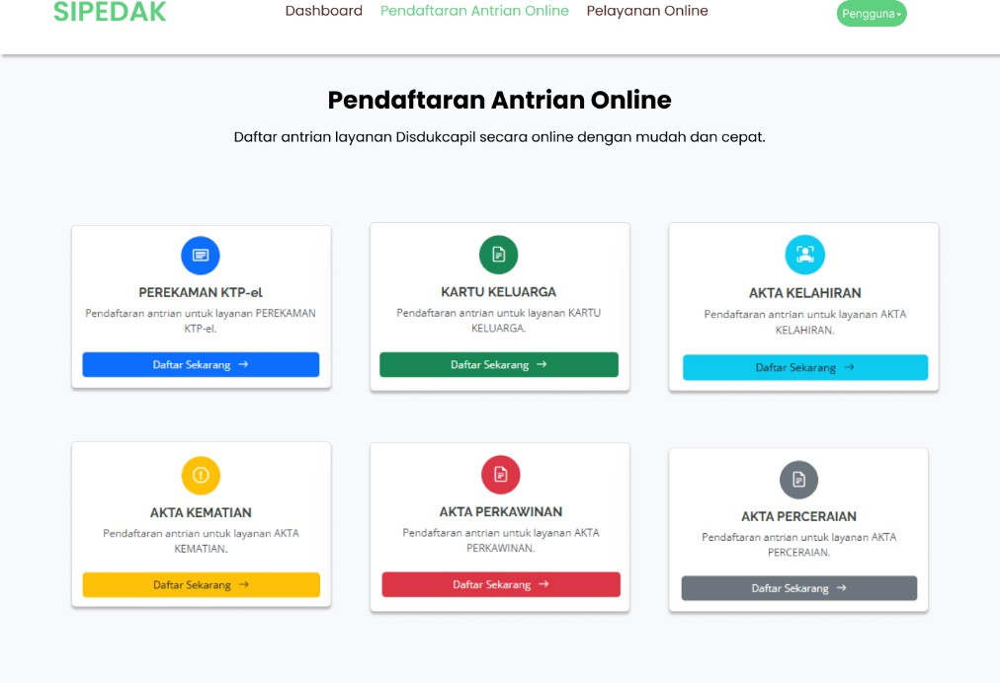 SIPEDAK
Dashboard
Pendaftaran Antrian Online
Pelayanan Online
Pengguna
Pendaftaran Antrian Online
Daftar antrian layanan Disdukcapil secara online dengan mudah dan cepat.
PEREKAMAN KTP-el
Pendaftaran antrian untuk layanan PEREKAMAN
KTP-el.
Daftar Sekarang →
KARTU KELUARGA
Pendaftaran antrian untuk layanan KARTU
KELUARGA.
Daftar Sekarang →
AKTA KELAHIRAN
Pendaftaran antrian untuk layanan AKTA
KELAHIRAN.
Daftar Sekarang →
AKTA KEMATIAN
Pendaftaran antrian untuk layanan AKTA
KEMATIAN.
Daftar Sekarang →
AKTA PERKAWINAN
Pendaftaran antrian untuk layanan AKTA
PERKAWINAN.
Daftar Sekarang →
AKTA PERCERAIAN
Pendaftaran antrian untuk layanan AKTA
PERCERAIAN.
Daftar Sekarang →